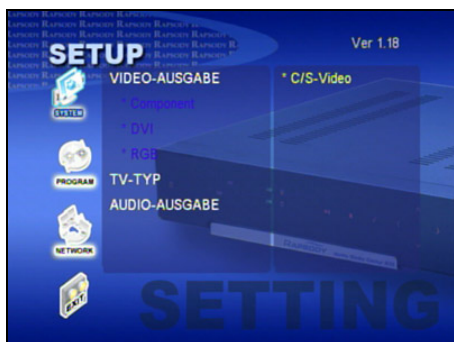 SETUP
Ver 1.18
VIDEO-AUSGABE
* C/S-Video
* Component
* DVI
* RGB
TV-TYP
AUDIO-AUSGABE
SYSTEM
PROGRAM
NETWORK
EXIT
RAPSODY
SETTING